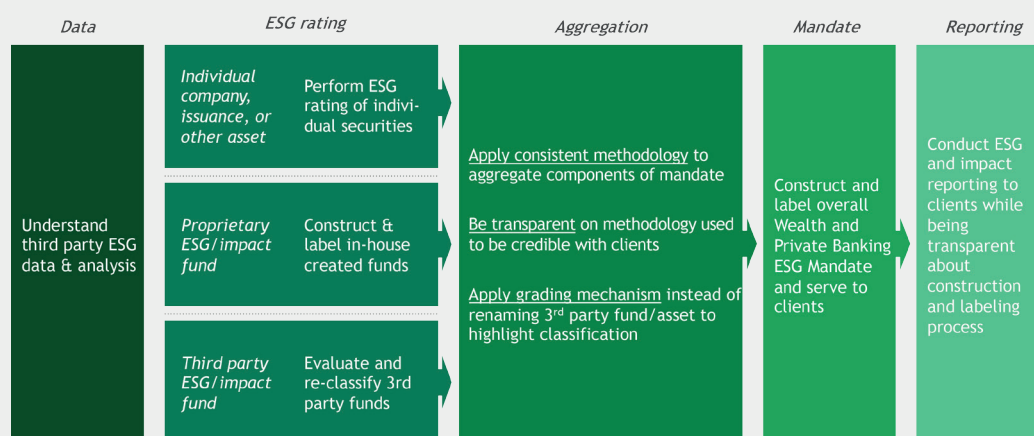 Data
ESG rating
Aggregation
Mandate
Reporting
Understand
third party ESG
data & analysis
Individual
company,
issuance, or
other asset
Perform ESG
rating of indivi-
dual securities
Proprietary
ESG/impact
fund
Construct &
label in-house
created funds
Third party
ESG/impact
fund
Evaluate and
re-classify 3rd
party funds
Apply consistent methodology to
aggregate components of mandate
Be transparent on methodology used
to be credible with clients
Apply grading mechanism instead of
renaming 3rd party fund/asset to
highlight classification
Construct and
label overall
Wealth and
Private Banking
ESG Mandate
and serve to
clients
Conduct ESG
and impact
reporting to
clients while
being
transparent
about
construction
and labeling
process